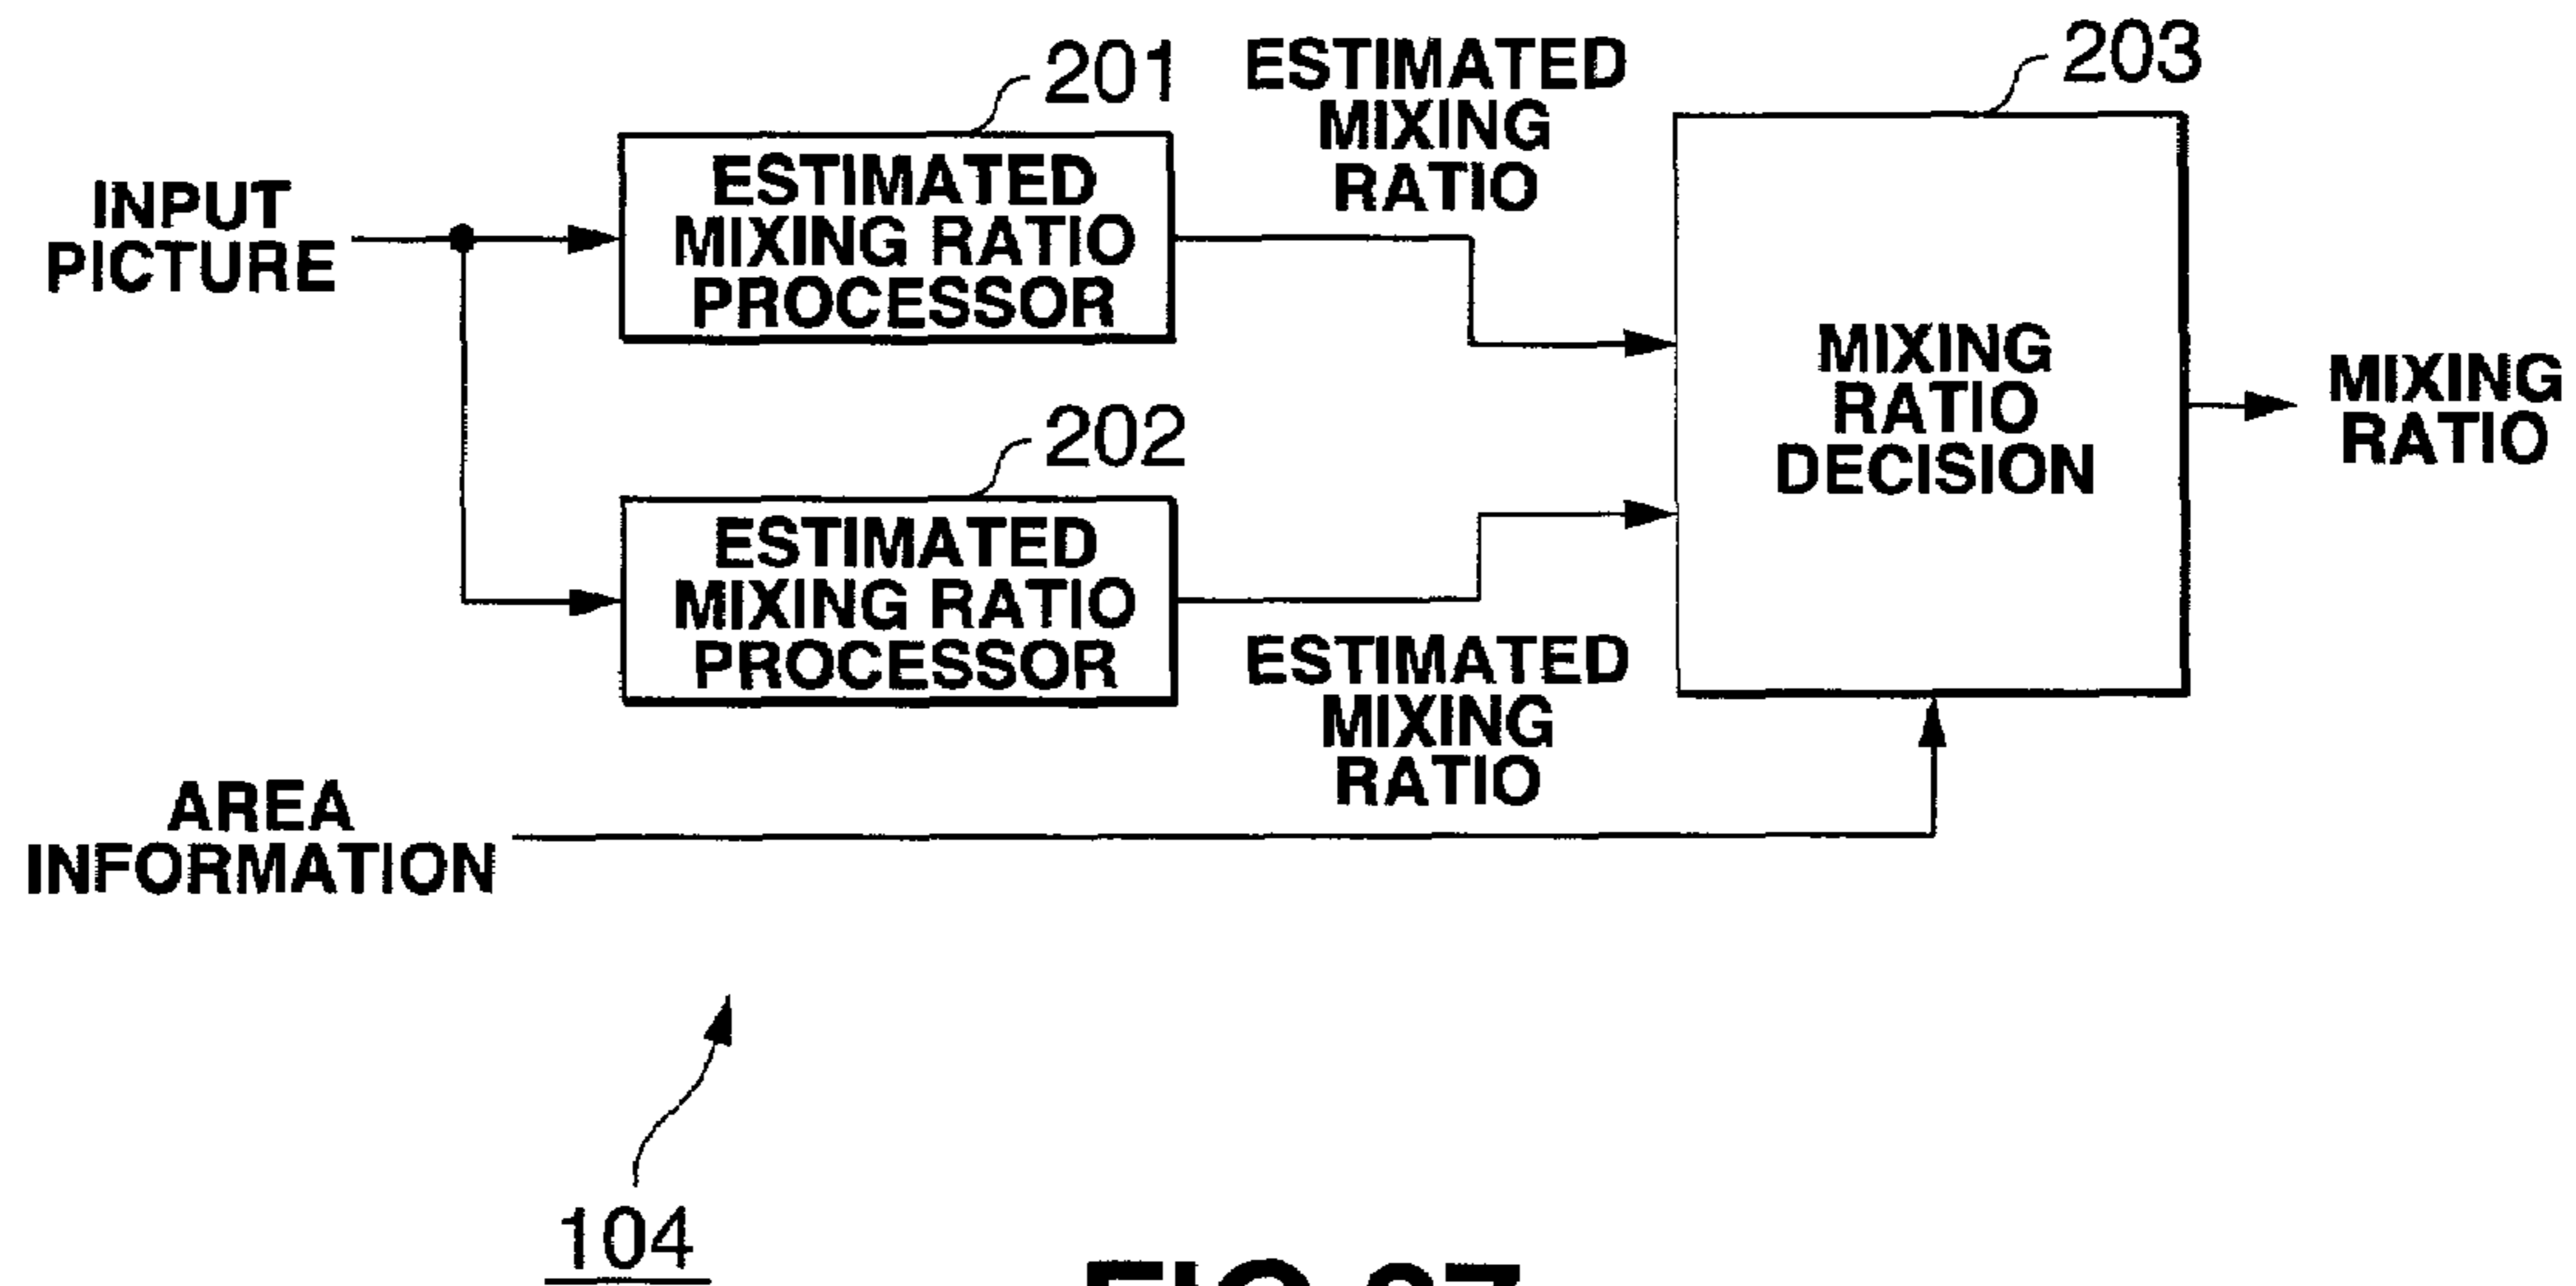 201
ESTIMATED
MIXING
RATIO
203
INPUT
PICTURE
ESTIMATED
MIXING RATIO
PROCESSOR
MIXING
RATIO
DECISION
MIXING
RATIO
202
ESTIMATED
MIXING RATIO
PROCESSOR
ESTIMATED
MIXING
RATIO
AREA
INFORMATION
104